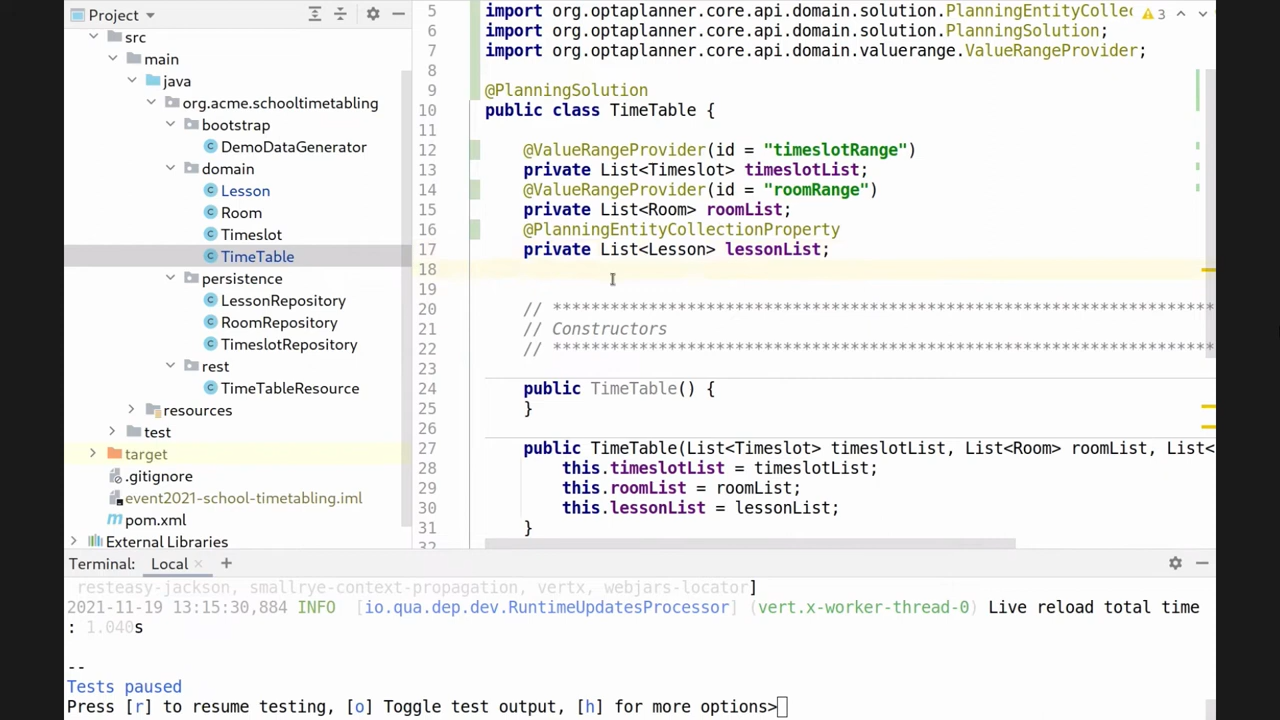 Project
src
main
java
org.acme.schooltimetabling
bootstrap
DemoDataGenerator
domain
Lesson
Room
Timeslot
TimeTable
persistence
LessonRepository
RoomRepository
TimeslotRepository
rest
TimeTableResource
resources
test
target
.gitignore
event2021-school-timetabling.iml
pom.xml
External Libraries
5 import org.optaplanner.core.api.domain.solution.PlanningEntityCollec
3
6 import org.optaplanner.core.api.domain.solution.PlanningSolution;
7 import org.optaplanner.core.api.domain.valuerange.ValueRangeProvider;
8
9 @PlanningSolution
10 public class TimeTable {
11
12 @ValueRangeProvider(id = "timeslotRange")
13 private List<Timeslot> timeslotList;
14 @ValueRangeProvider(id = "roomRange")
15 private List<Room> roomList;
16 @PlanningEntityCollectionProperty
17 private List<Lesson> lessonList;
18
19
20 // *********************************************************************
21 // Constructors
22 // *********************************************************************
23
24 public TimeTable() {
25 }
26
27 public TimeTable(List<Timeslot> timeslotList, List<Room> roomList, List<
28 this.timeslotList = timeslotList;
29 this.roomList = roomList;
30 this.lessonList = lessonList;
31 }
32
Terminal: Local × +
resteasy-jackson, smallrye-context-propagation, vertx, webjars-locator]
2021-11-19 13:15:30,884 INFO [io.qua.dep.dev.RuntimeUpdatesProcessor] (vert.x-worker-thread-0) Live reload total time
: 1.040s
--
Tests paused
Press [r] to resume testing, [o] Toggle test output, [h] for more options>